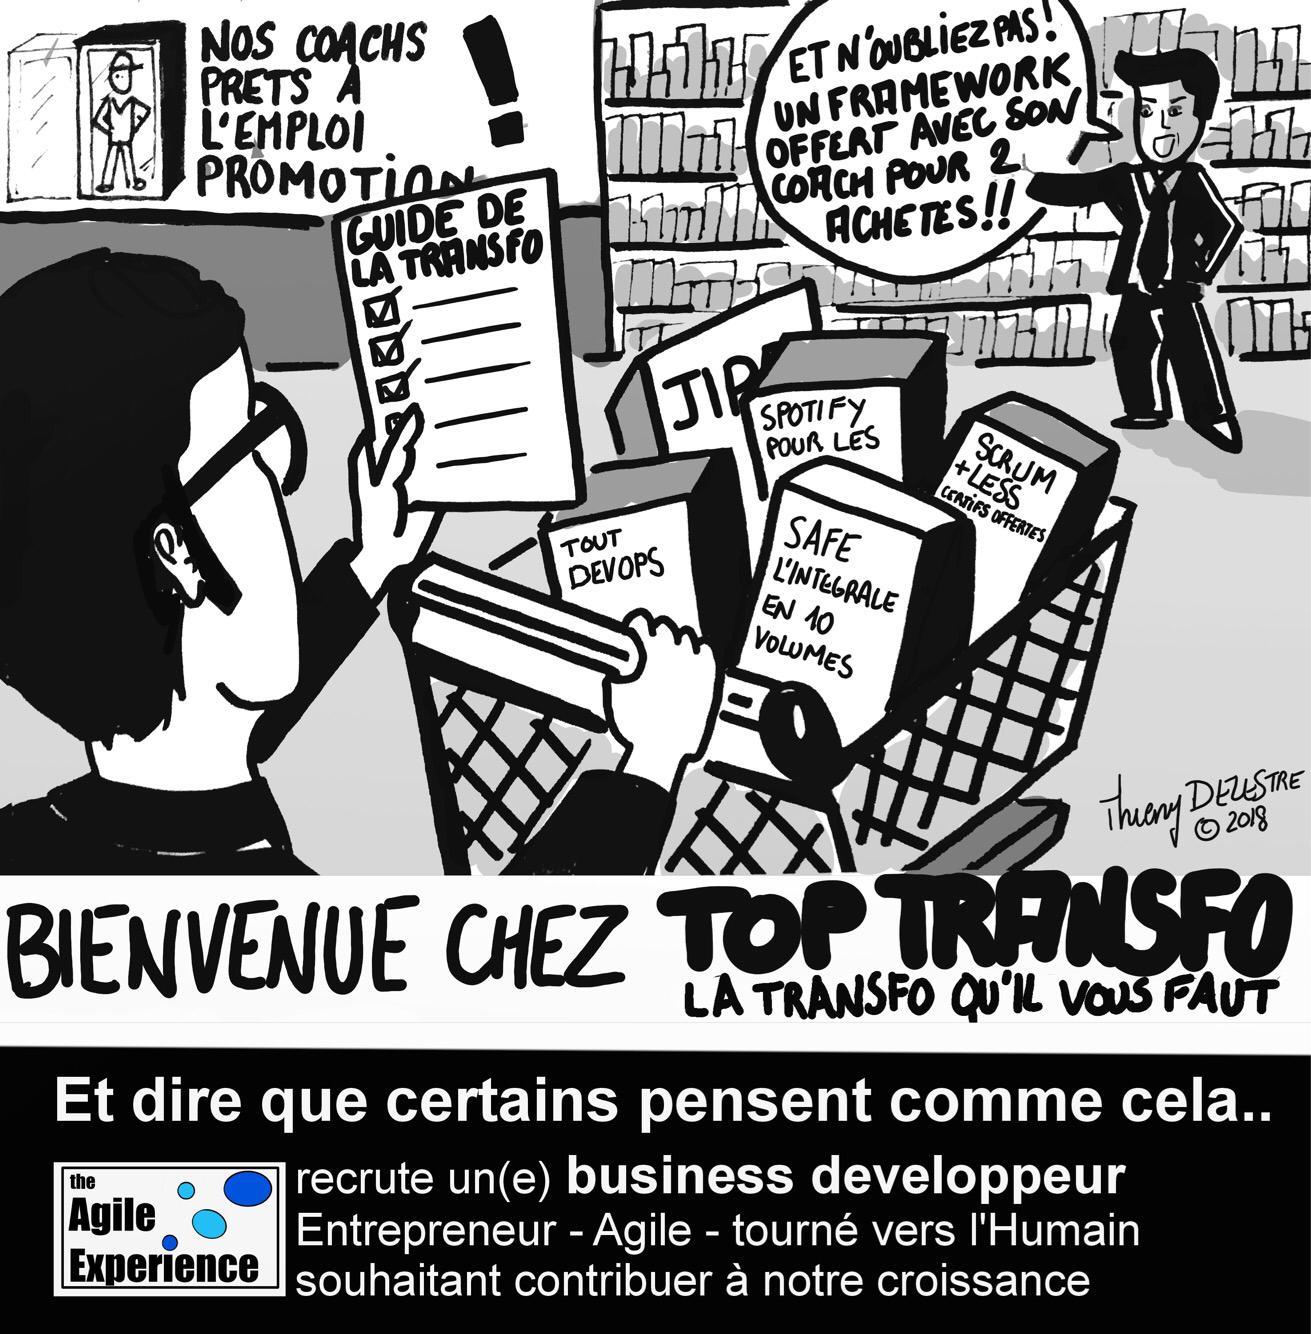 NOS COACHS
PRETS A
L'EMPLOI
PROMOTION !
ET N'OUBLIEZ PAS !
UN FRAMEWORK
OFFERT AVEC SON
COACH POUR 2
ACHETES !!
GUIDE DE
LA TRANSFO
SPOTIFY
POUR LES
SCRUM
+LESS
CERTIFS OFFERTES
TOUT
DEVOPS
SAFE
L'INTEGRALE
EN 10
VOLUMES
Thierry DEZESTRE
© 2018
BIENVENUE CHEZ TOP TRANSFO
LA TRANSFO QU'IL VOUS FAUT
Et dire que certains pensent comme cela..
the
Agile
Experience
recrute un(e) business developpeur
Entrepreneur - Agile - tourné vers l'Humain
souhaitant contribuer à notre croissance